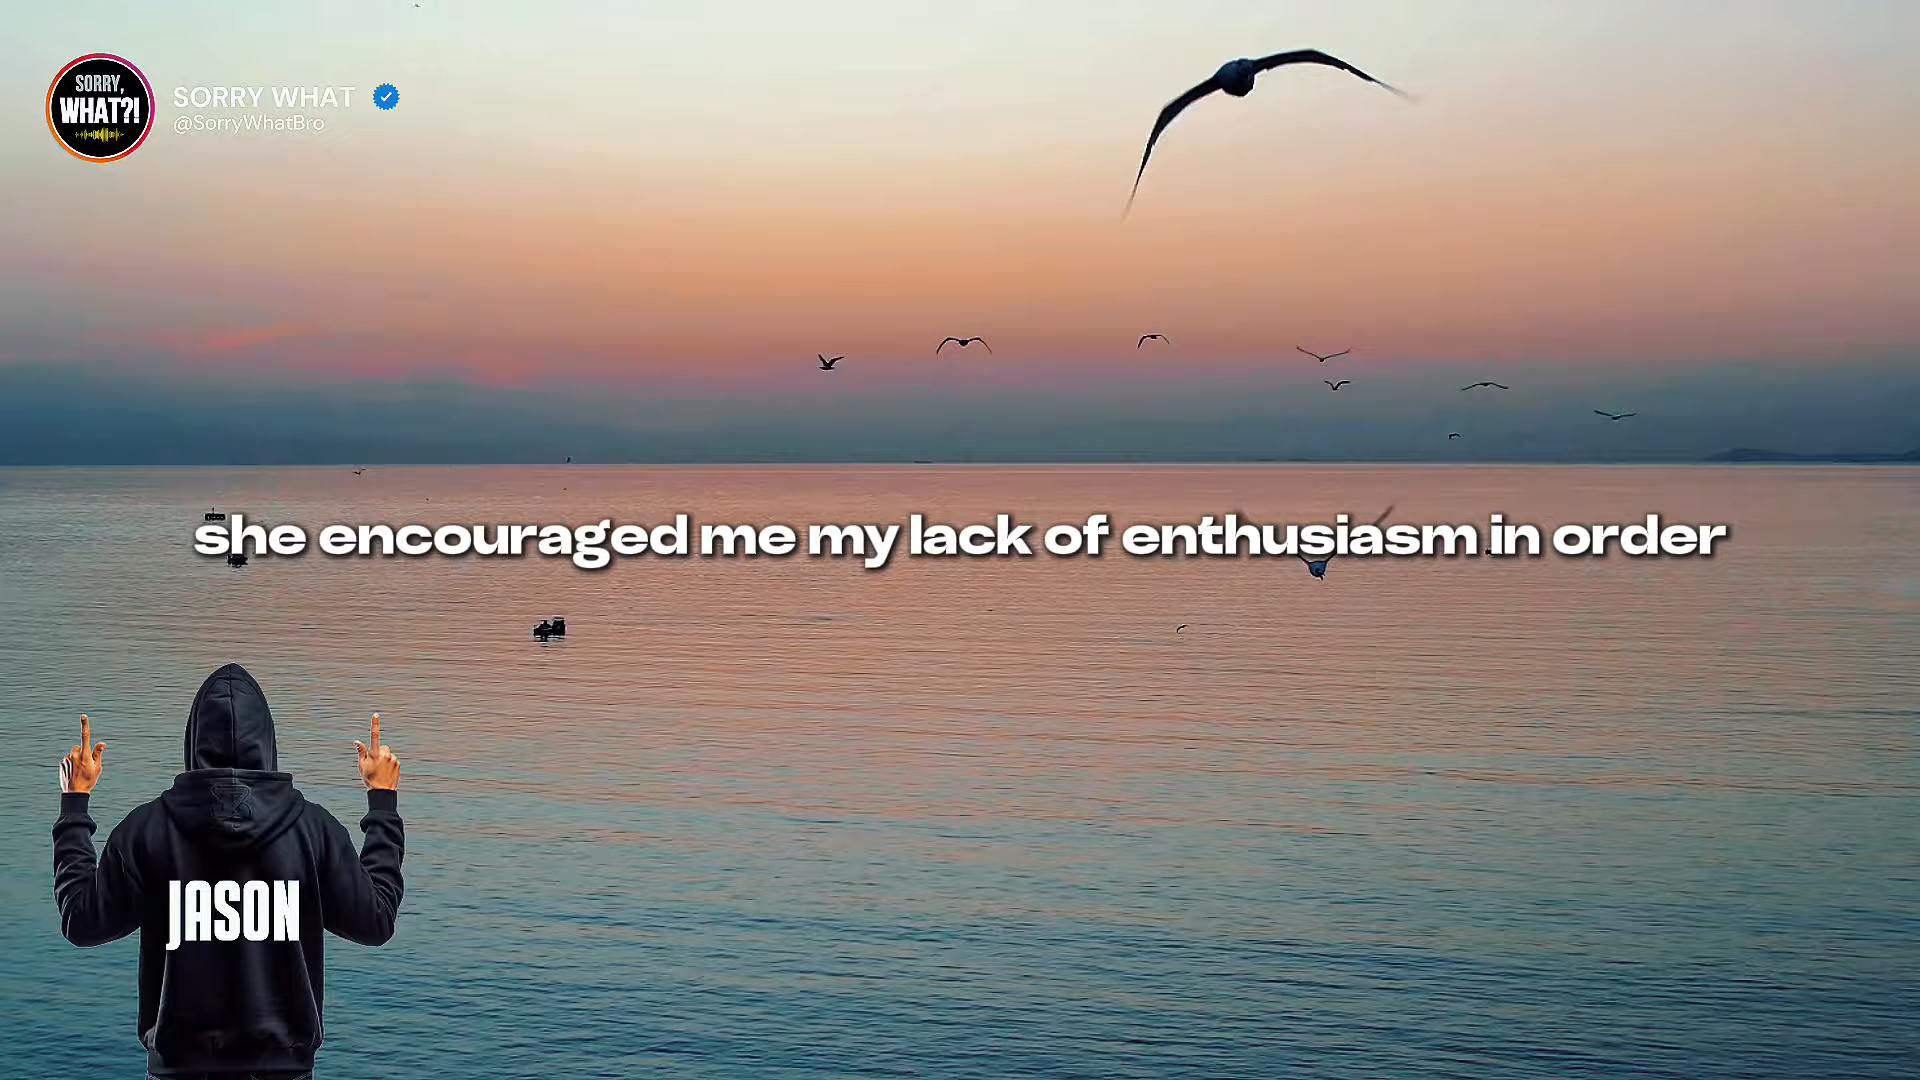 SORRY,
WHAT?!
SORRY WHAT
@SorryWhatBro
she encouraged me my lack of enthusiasm in order
JASON